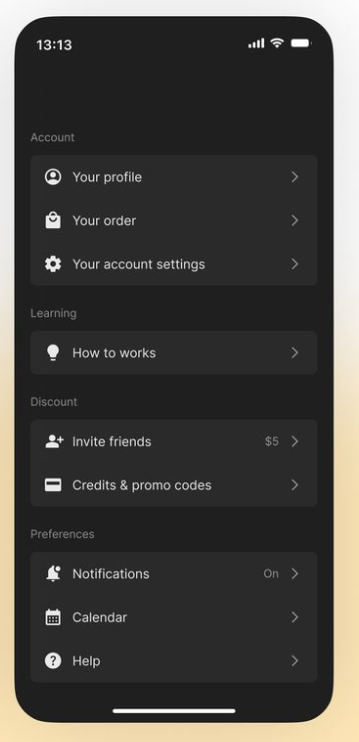 13:13
Account
Your profile
Your order
Your account settings
Learning
How to works
Discount
Invite friends $5
Credits & promo codes
Preferences
Notifications On
Calendar
Help